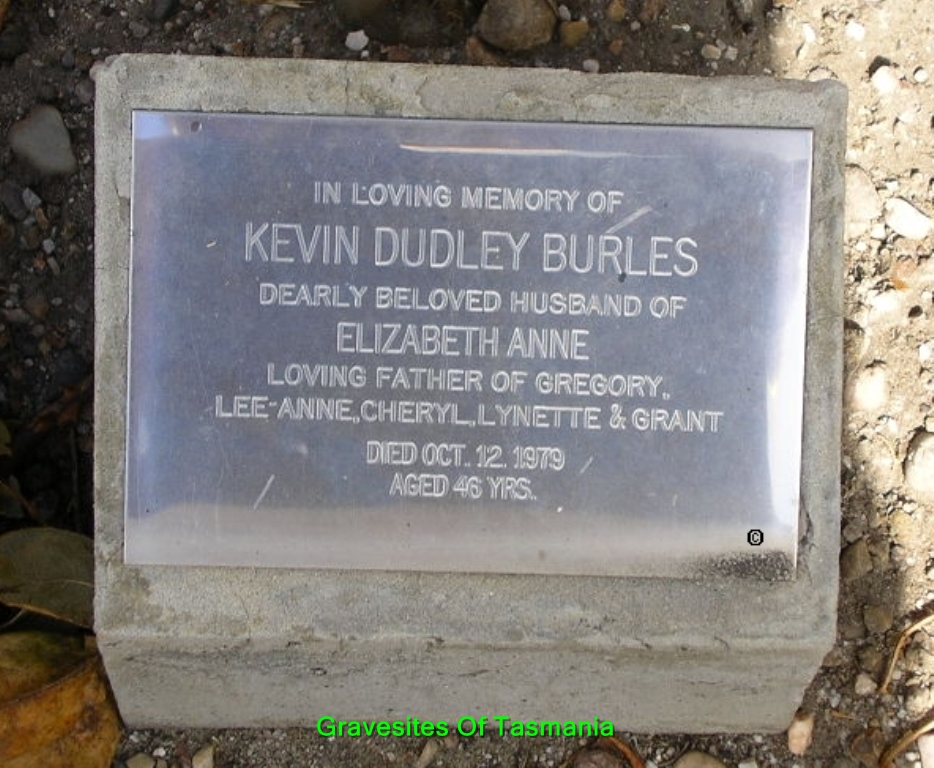 IN LOVING MEMORY OF
KEVIN DUDLEY BURLES
DEARLY BELOVED HUSBAND OF
ELIZABETH ANNE
LOVING FATHER OF GREGORY,
LEE-ANNE, CHERYL, LYNETTE & GRANT
DIED OCT. 12. 1979
AGED 46 YRS.
©
Gravesites Of Tasmania